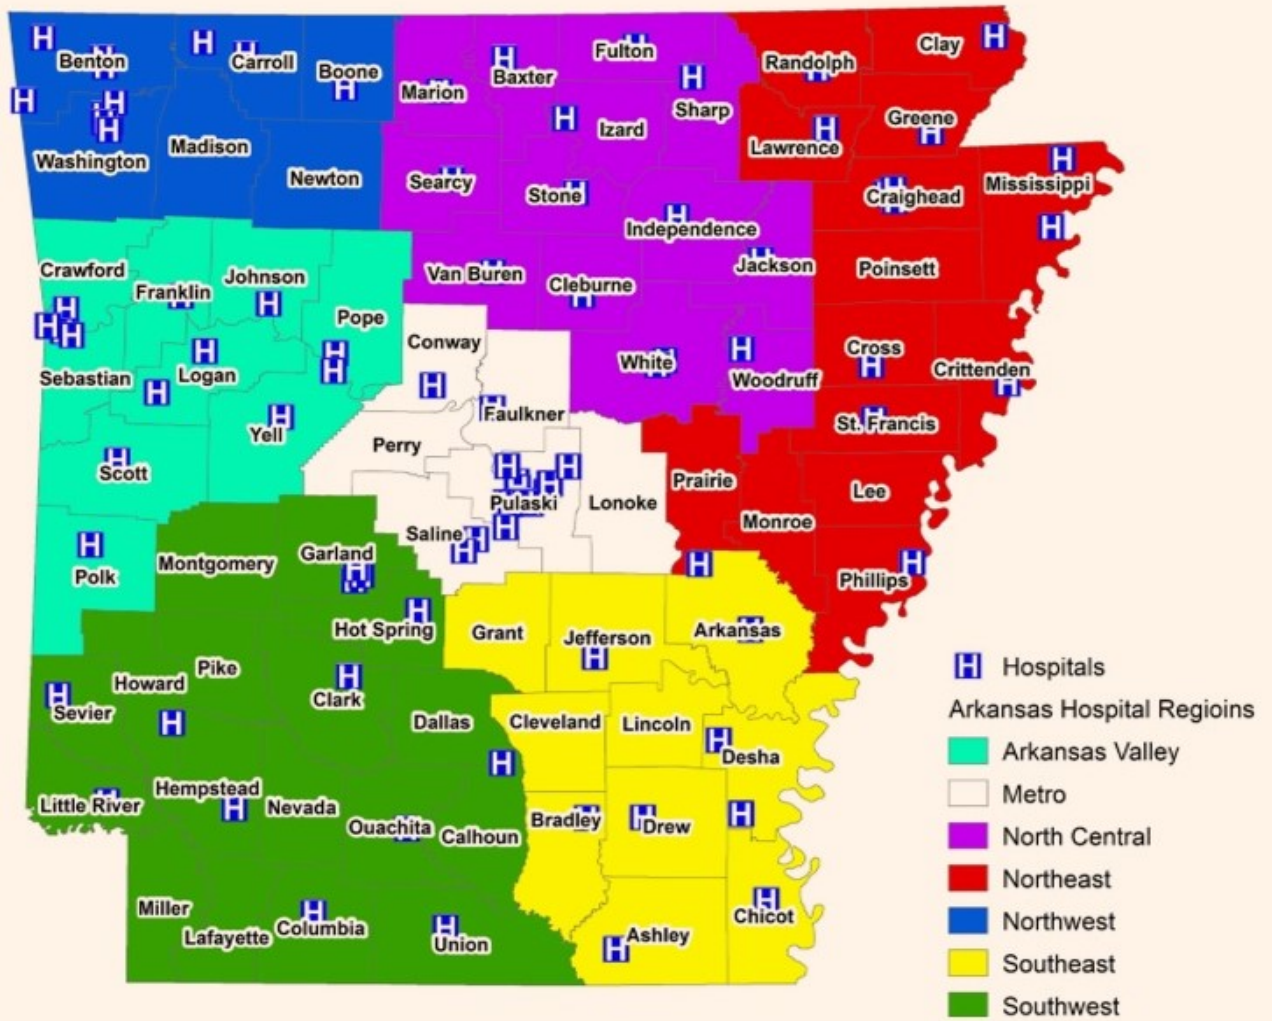 Clay
Fulton
Benton
Carroll
Randolph
Boone
Baxter
Marion
Sharp
Greene
Izard
Lawrence
Madison
Washington
Newton
Searcy
Mississippi
Stone
Craighead
Independence
Jackson
Poinsett
Crawford
Van Buren
Johnson
Cleburne
Franklin
Pope
Conway
Cross
White
Crittenden
Logan
Sebastian
Woodruff
Faulkner
St. Francis
Yell
Perry
Scott
Prairie
Lee
Pulaski
Lonoke
Monroe
Saline
Garland
Montgomery
Polk
Phillips
Hot Spring
Grant
Jefferson
Arkansas
Pike
Howard
Clark
Sevier
Dallas
Cleveland
Lincoln
Desha
Hempstead
Little River
Nevada
Ouachita
Calhoun
Bradley
Drew
Miller
Lafayette
Columbia
Union
Ashley
Chicot
H Hospitals
Arkansas Hospital Regioins
Arkansas Valley
Metro
North Central
Northeast
Northwest
Southeast
Southwest